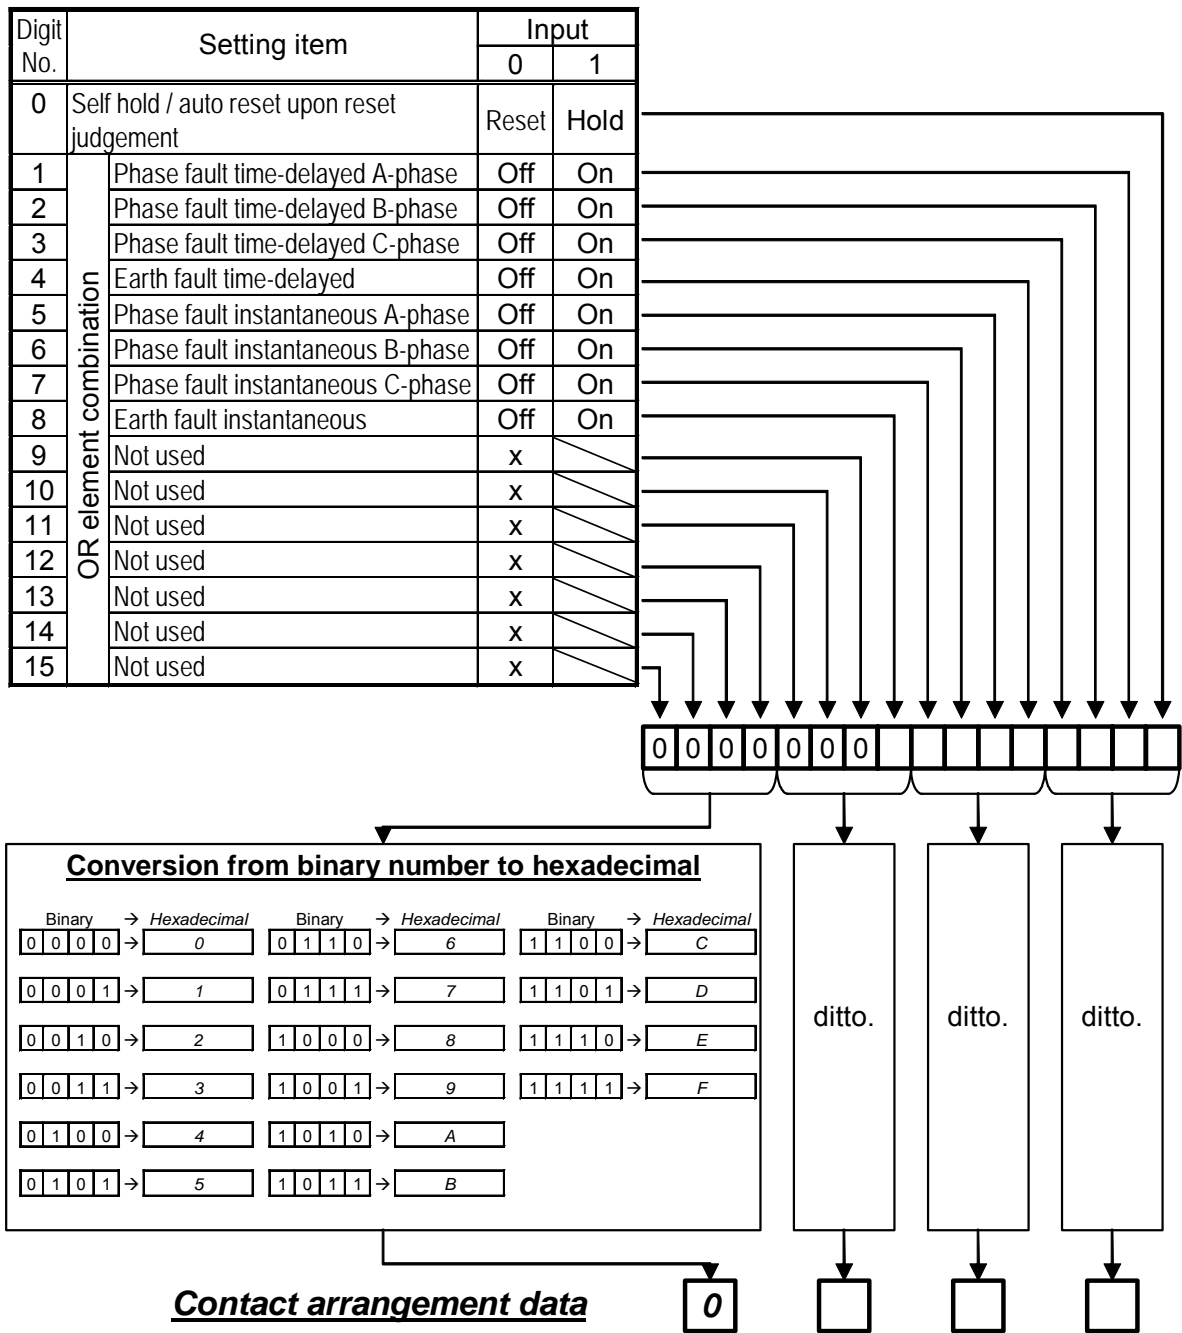 Digit No. Setting item Input
0 1
0 Self hold / auto reset upon reset judgement Reset Hold
OR element combination
1 Phase fault time-delayed A-phase Off On
2 Phase fault time-delayed B-phase Off On
3 Phase fault time-delayed C-phase Off On
4 Earth fault time-delayed Off On
5 Phase fault instantaneous A-phase Off On
6 Phase fault instantaneous B-phase Off On
7 Phase fault instantaneous C-phase Off On
8 Earth fault instantaneous Off On
9 Not used x
10 Not used x
11 Not used x
12 Not used x
13 Not used x
14 Not used x
15 Not used x
0 0 0 0 0 0 0
Conversion from binary number to hexadecimal
Binary → Hexadecimal Binary → Hexadecimal Binary → Hexadecimal
0 0 0 0 → 0 0 1 1 0 → 6 1 1 0 0 → C
0 0 0 1 → 1 0 1 1 1 → 7 1 1 0 1 → D
0 0 1 0 → 2 1 0 0 0 → 8 1 1 1 0 → E
0 0 1 1 → 3 1 0 0 1 → 9 1 1 1 1 → F
0 1 0 0 → 4 1 0 1 0 → A
0 1 0 1 → 5 1 0 1 1 → B
ditto. ditto. ditto.
Contact arrangement data 0